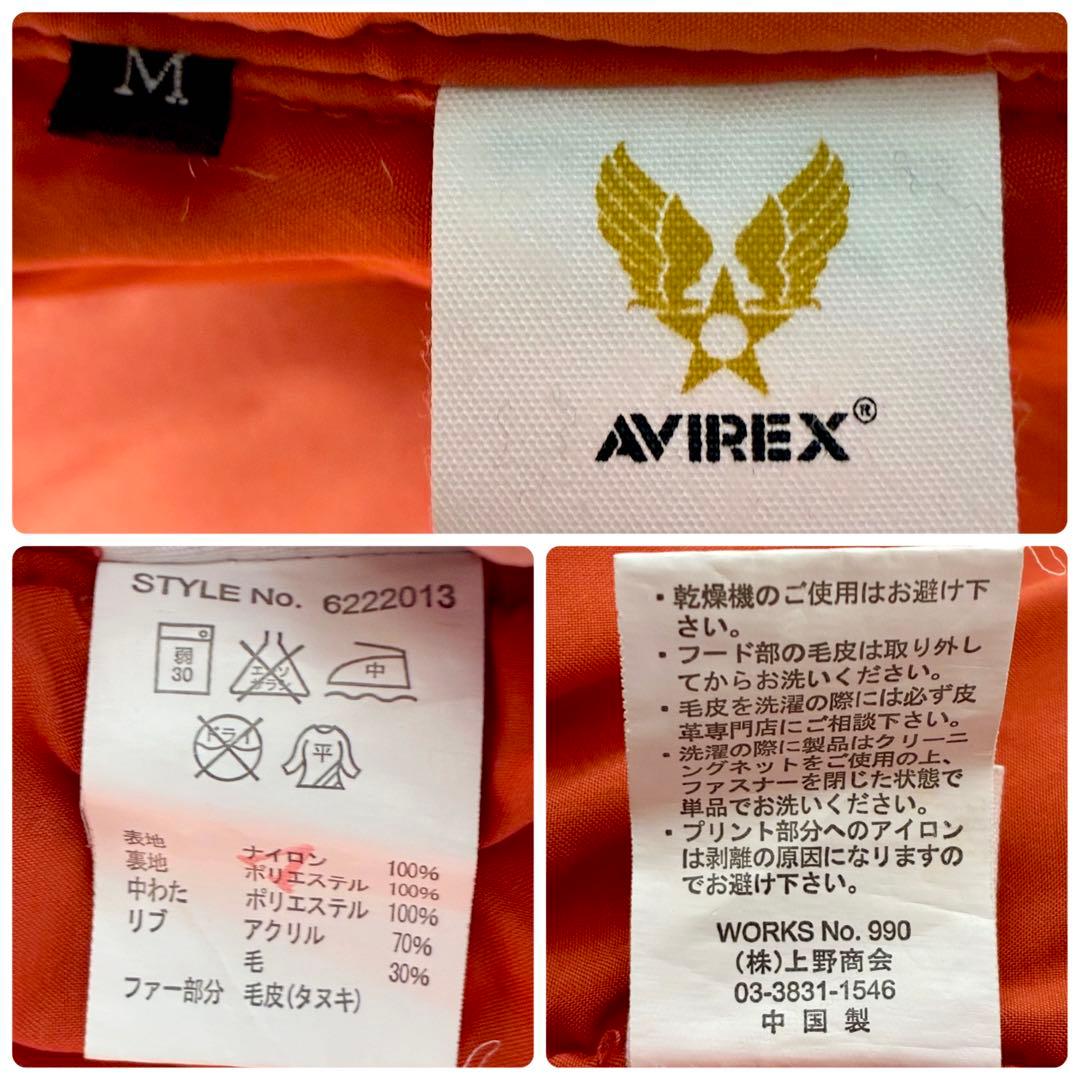 M
AVIREX®
STYLE No. 6222013
弱
30
エンソ
サラシ
中
ドライ
平
表地 ナイロン 100%
裏地 ポリエステル 100%
中わた ポリエステル 100%
リブ アクリル 70%
毛 30%
ファー部分 毛皮(タヌキ)
・乾燥機のご使用はお避け下
さい。
・フード部の毛皮は取り外し
てからお洗いください。
・毛皮を洗濯の際には必ず皮
革専門店にご相談下さい。
・洗濯の際に製品はクリーニ
ングネットをご使用の上、
ファスナーを閉じた状態で
単品でお洗いください。
・プリント部分へのアイロン
は剥離の原因になりますの
でお避け下さい。
WORKS No. 990
(株)上野商会
03-3831-1546
中国製